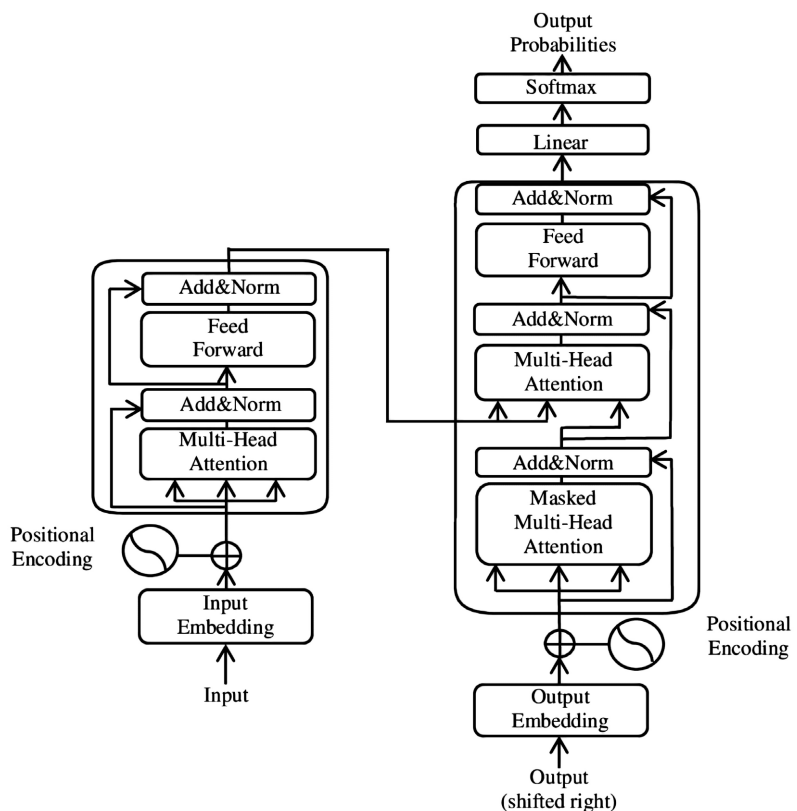 Output
Probabilities
Softmax
Linear
Add&Norm
Feed
Forward
Add&Norm
Multi-Head
Attention
Add&Norm
Masked
Multi-Head
Attention
Positional
Encoding
Output
Embedding
Output
(shifted right)
Add&Norm
Feed
Forward
Add&Norm
Multi-Head
Attention
Positional
Encoding
Input
Embedding
Input